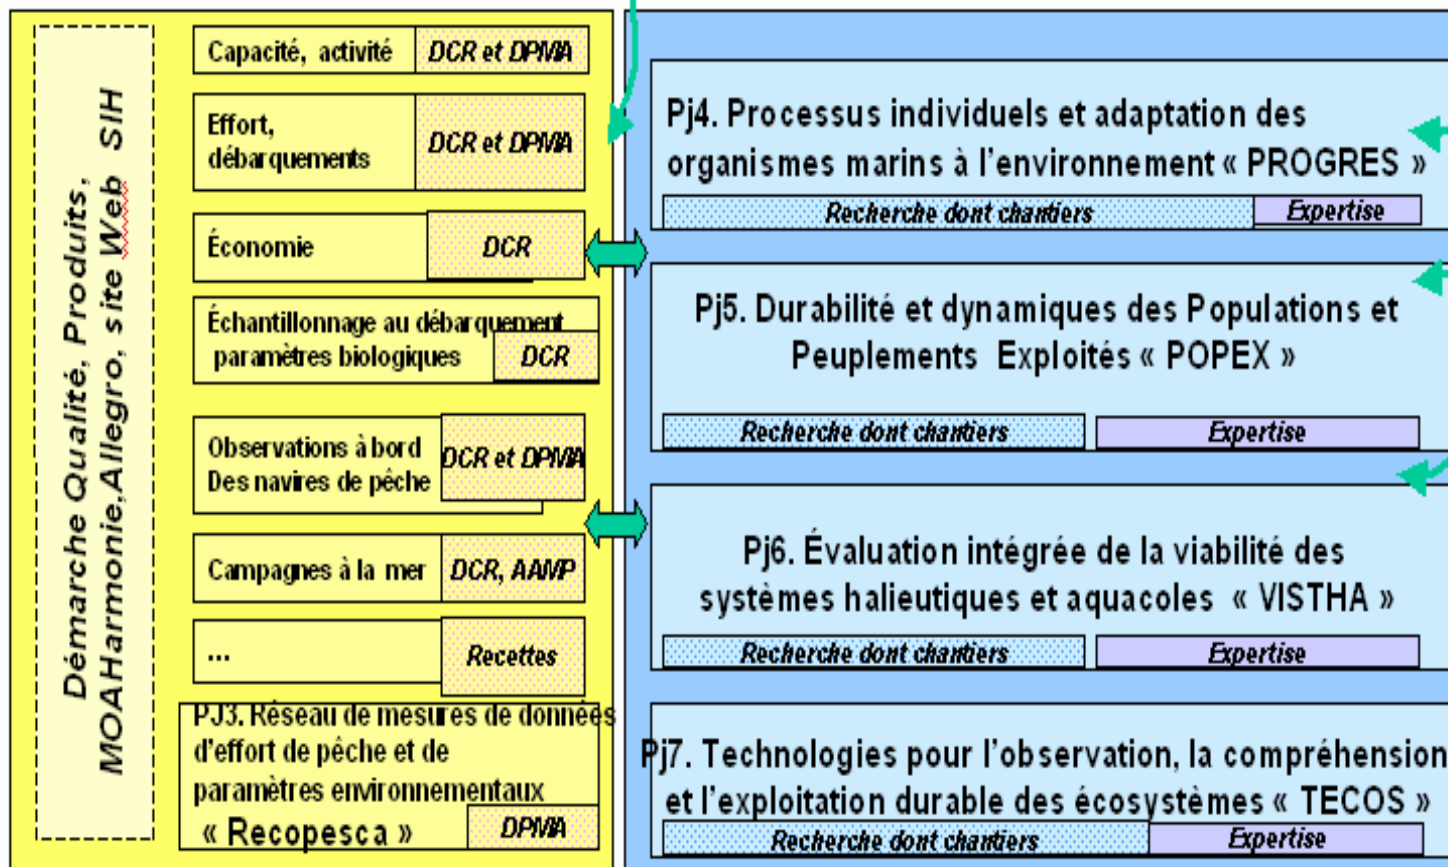 Démarche Qualité, Produits,
MOAHarmonie,Allegro, site Web SIH
Capacité, activité
DCR et DPMA
Effort,
débarquements
DCR et DPMA
Économie
DCR
Échantillonnage au débarquement
paramètres biologiques
DCR
Observations à bord
Des navires de pêche
DCR et DPMA
Campagnes à la mer
DCR, AAMP
...
Recettes
PJ3. Réseau de mesures de données
d'effort de pêche et de
paramètres environnementaux
« Recopesca »
DPMA
Pj4. Processus individuels et adaptation des
organismes marins à l'environnement « PROGRES »
Recherche dont chantiers
Expertise
Pj5. Durabilité et dynamiques des Populations et
Peuplements Exploités « POPEX »
Recherche dont chantiers
Expertise
Pj6. Évaluation intégrée de la viabilité des
systèmes halieutiques et aquacoles « VISTHA »
Recherche dont chantiers
Expertise
Pj7. Technologies pour l'observation, la compréhension
et l'exploitation durable des écosystèmes « TECOS »
Recherche dont chantiers
Expertise